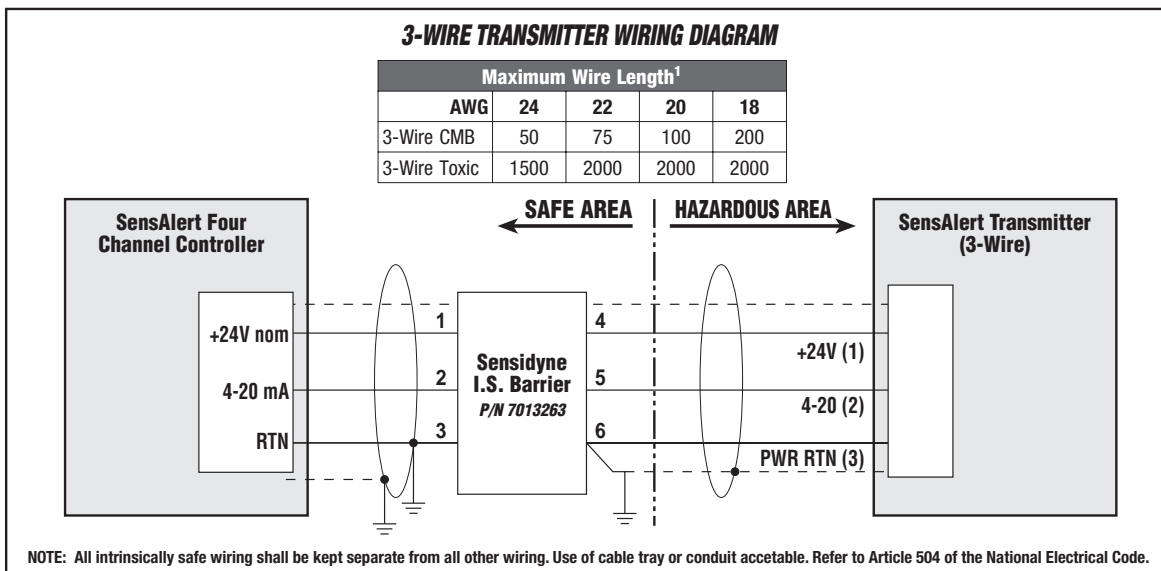 3-WIRE TRANSMITTER WIRING DIAGRAM
Maximum Wire Length1
AWG 24 22 20 18
3-Wire CMB 50 75 100 200
3-Wire Toxic 1500 2000 2000 2000
SAFE AREA HAZARDOUS AREA
SensAlert Four
Channel Controller
SensAlert Transmitter
(3-Wire)
+24V nom
4-20 mA
RTN
1
2
3
Sensidyne
I.S. Barrier
P/N 7013263
4
5
6
+24V (1)
4-20 (2)
PWR RTN (3)
NOTE: All intrinsically safe wiring shall be kept separate from all other wiring. Use of cable tray or conduit accetable. Refer to Article 504 of the National Electrical Code.